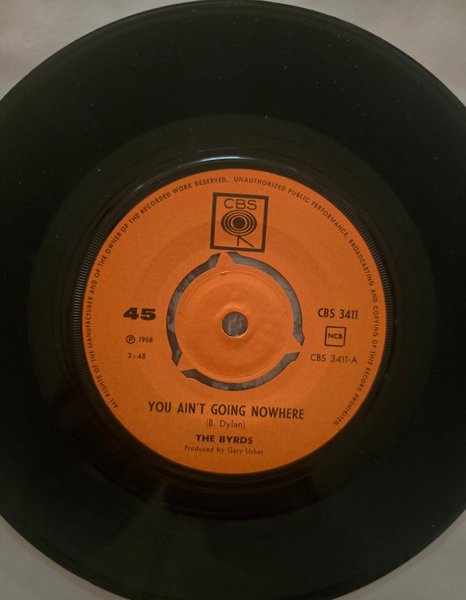 ALL RIGHTS OF THE MANUFACTURER AND OF THE OWNER OF THE RECORDED WORK RESERVED. UNAUTHORIZED PUBLIC PERFORMANCE, BROADCASTING AND COPYING OF THIS RECORD PROHIBITED.
CBS
45
CBS 3411
℗ 1968
NCB
2:48
CBS 3411-A
YOU AIN'T GOING NOWHERE
(B. Dylan)
THE BYRDS
Produced by Gary Usher